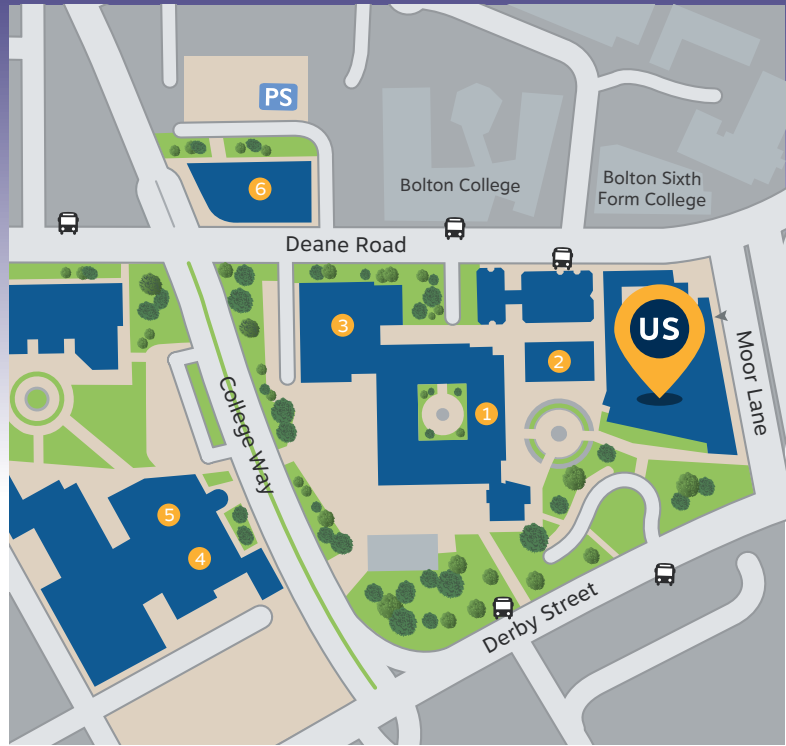 PS
6
Bolton College
Bolton Sixth
Form College
Deane Road
3
2
US
Moor Lane
1
College Way
5
4
Derby Street